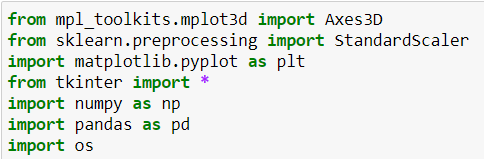 from mpl_toolkits.mplot3d import Axes3D
from sklearn.preprocessing import StandardScaler
import matplotlib.pyplot as plt
from tkinter import *
import numpy as np
import pandas as pd
import os